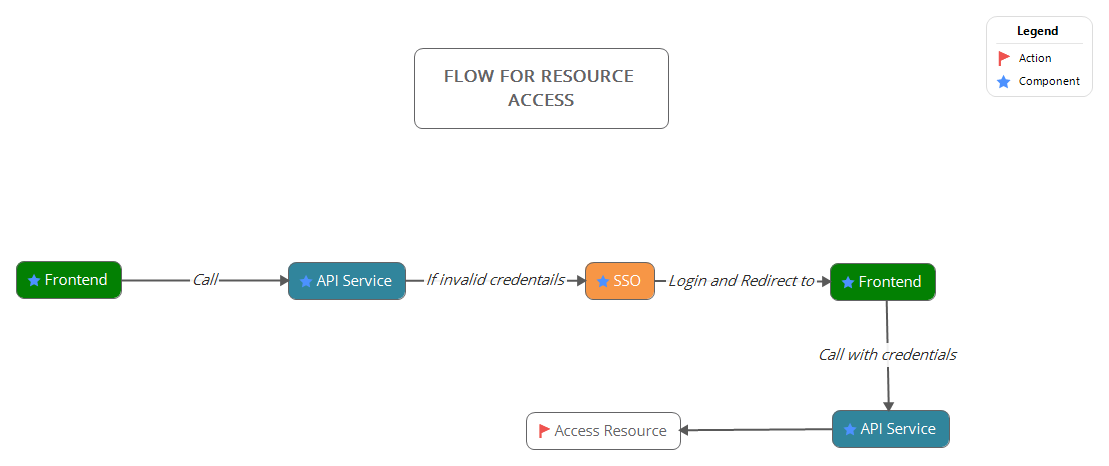 Legend
Action
Component
FLOW FOR RESOURCE
ACCESS
Frontend
Call
API Service
If invalid credentails
SSO
Login and Redirect to
Frontend
Call with credentials
API Service
Access Resource